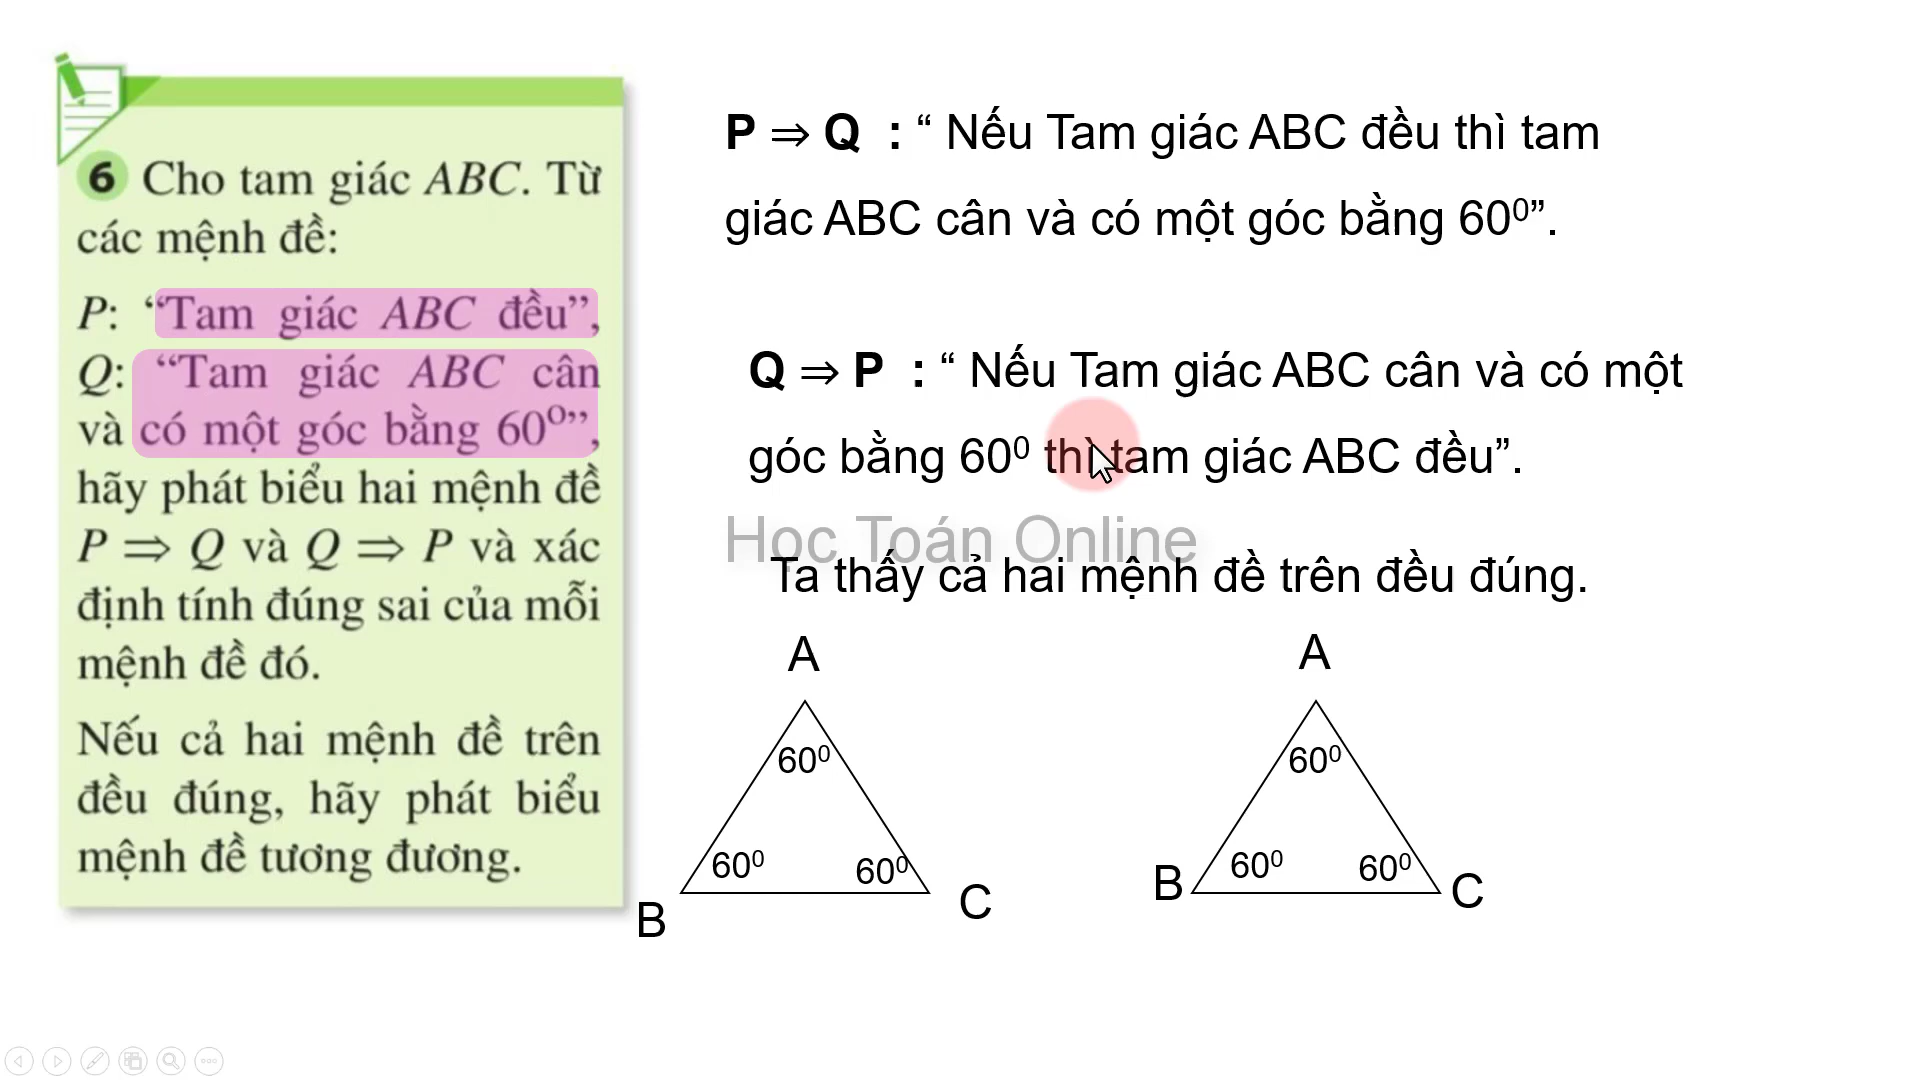 6 Cho tam giác ABC. Từ
các mệnh đề:
P: “Tam giác ABC đều”,
Q: “Tam giác ABC cân
và có một góc bằng 60⁰”,
hãy phát biểu hai mệnh đề
P ⇒ Q và Q ⇒ P và xác
định tính đúng sai của mỗi
mệnh đề đó.
Nếu cả hai mệnh đề trên
đều đúng, hãy phát biểu
mệnh đề tương đương.
P ⇒ Q : “ Nếu Tam giác ABC đều thì tam
giác ABC cân và có một góc bằng 60⁰”.
Q ⇒ P : “ Nếu Tam giác ABC cân và có một
góc bằng 60⁰ thì tam giác ABC đều”.
Học Toán Online
Ta thấy cả hai mệnh đề trên đều đúng.
A
60⁰
60⁰
60⁰
B
C
A
60⁰
60⁰
60⁰
B
C